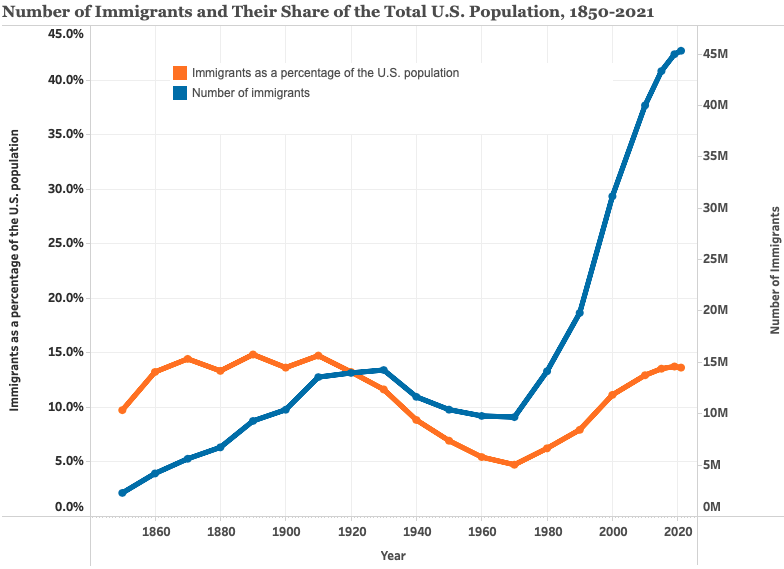 Number of Immigrants and Their Share of the Total U.S. Population, 1850-2021
Immigrants as a percentage of the U.S. population
Number of immigrants
45.0%
40.0%
35.0%
30.0%
25.0%
20.0%
15.0%
10.0%
5.0%
0.0%
Immigrants as a percentage of the U.S. population
45M
40M
35M
30M
25M
20M
15M
10M
5M
0M
Number of Immigrants
1860 1880 1900 1920 1940 1960 1980 2000 2020
Year